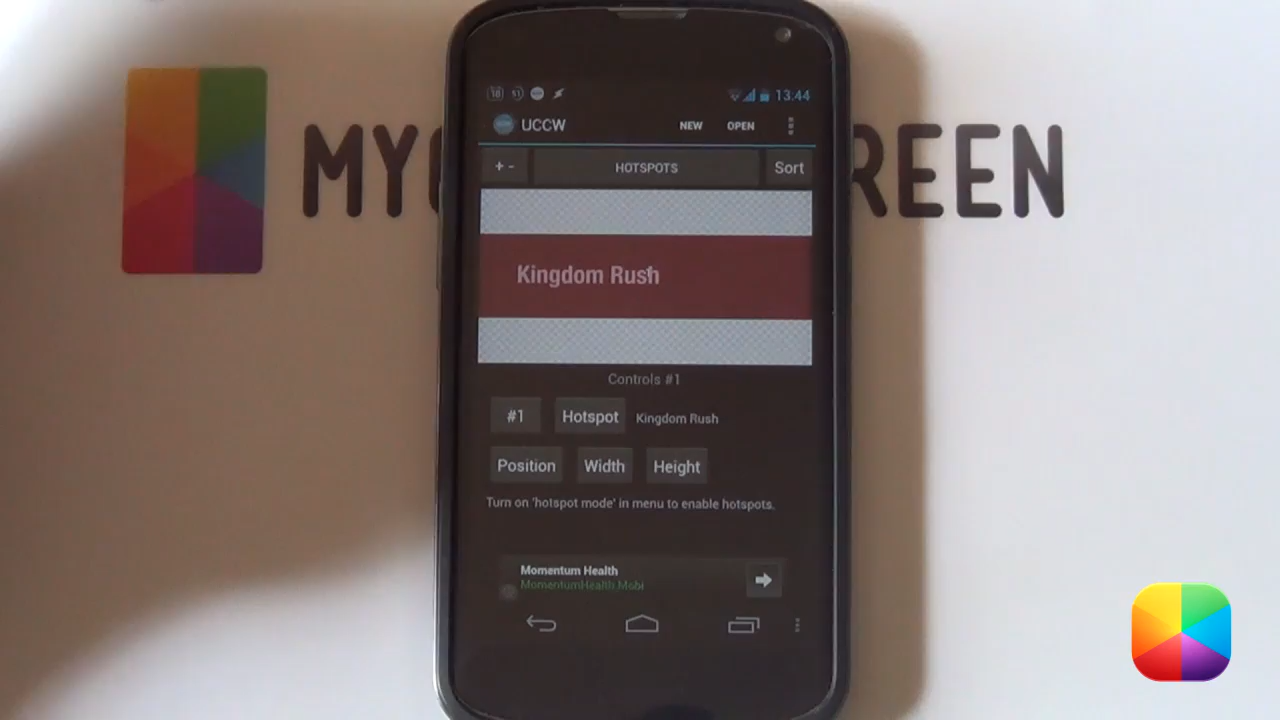 MY REEN
13.44
UCCW NEW OPEN
+ - HOTSPOTS Sort
Kingdom Rush
Controls #1
#1 Hotspot Kingdom Rush
Position Width Height
Turn on 'hotspot mode' in menu to enable hotspots.
Momentum Health
MomentumHealth.Mobi